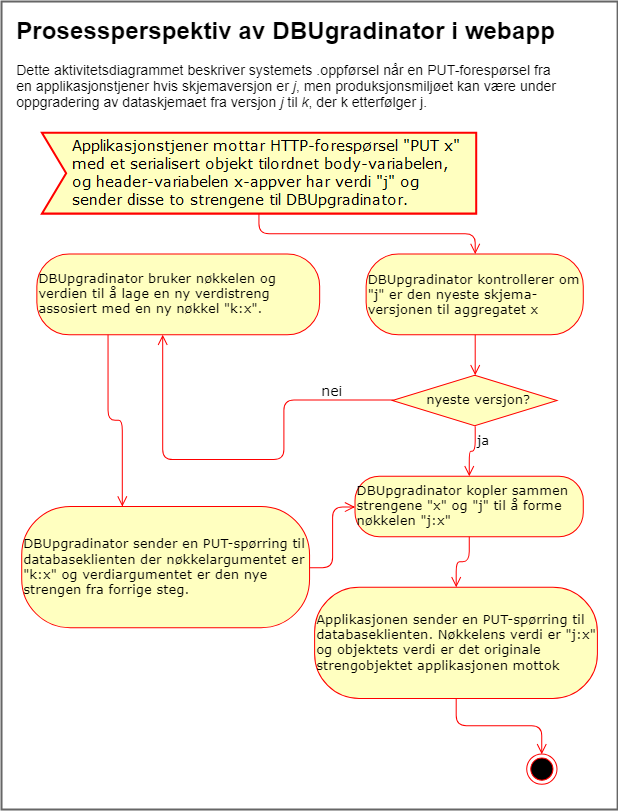 Prosessperspektiv av DBUgradinator i webapp
Dette aktivitetsdiagrammet beskriver systemets .oppførsel når en PUT-forespørsel fra
en applikasjonstjener hvis skjemaversjon er j, men produksjonsmiljøet kan være under
oppgradering av dataskjemaet fra versjon j til k, der k etterfølger j.
Applikasjonstjener mottar HTTP-forespørsel "PUT x"
med et serialisert objekt tilordnet body-variabelen,
og header-variabelen x-appver har verdi "j" og
sender disse to strengene til DBUpgradinator.
DBUpgradinator bruker nøkkelen og
verdien til å lage en ny verdistreng
assosiert med en ny nøkkel "k:x".
DBUpgradinator kontrollerer om
"j" er den nyeste skjema-
versjonen til aggregatet x
nei
nyeste versjon?
ja
DBUpgradinator kopler sammen
strengene "x" og "j" til å forme
nøkkelen "j:x"
DBUpgradinator sender en PUT-spørring til
databaseklienten der nøkkelargumentet er
"k:x" og verdiargumentet er den nye
strengen fra forrige steg.
Applikasjonen sender en PUT-spørring til
databaseklienten. Nøkkelens verdi er "j:x"
og objektets verdi er det originale
strengobjektet applikasjonen mottok